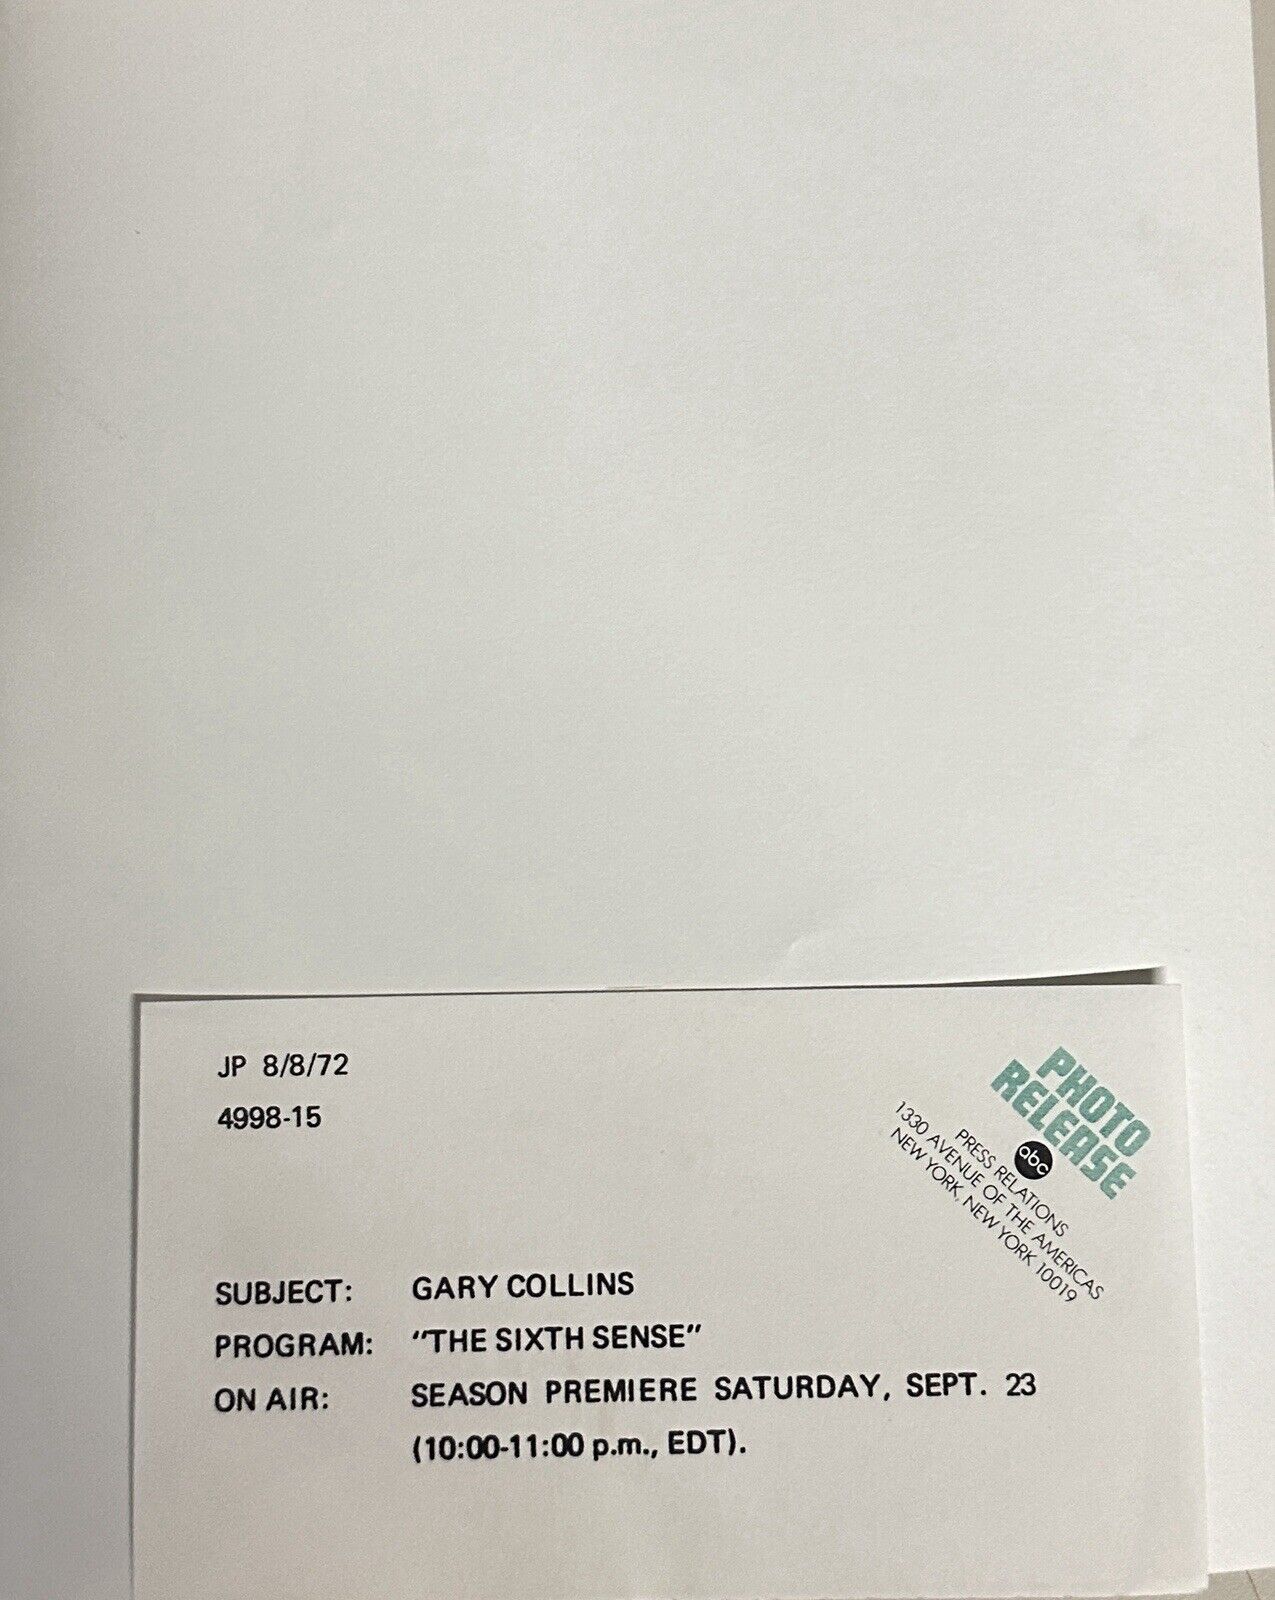 JP 8/8/72
4998-15
PHOTO
RELEASE
abc
PRESS RELATIONS
1330 AVENUE OF THE AMERICAS
NEW YORK, NEW YORK 10019
SUBJECT: GARY COLLINS
PROGRAM: "THE SIXTH SENSE"
ON AIR: SEASON PREMIERE SATURDAY, SEPT. 23
(10:00-11:00 p.m., EDT).